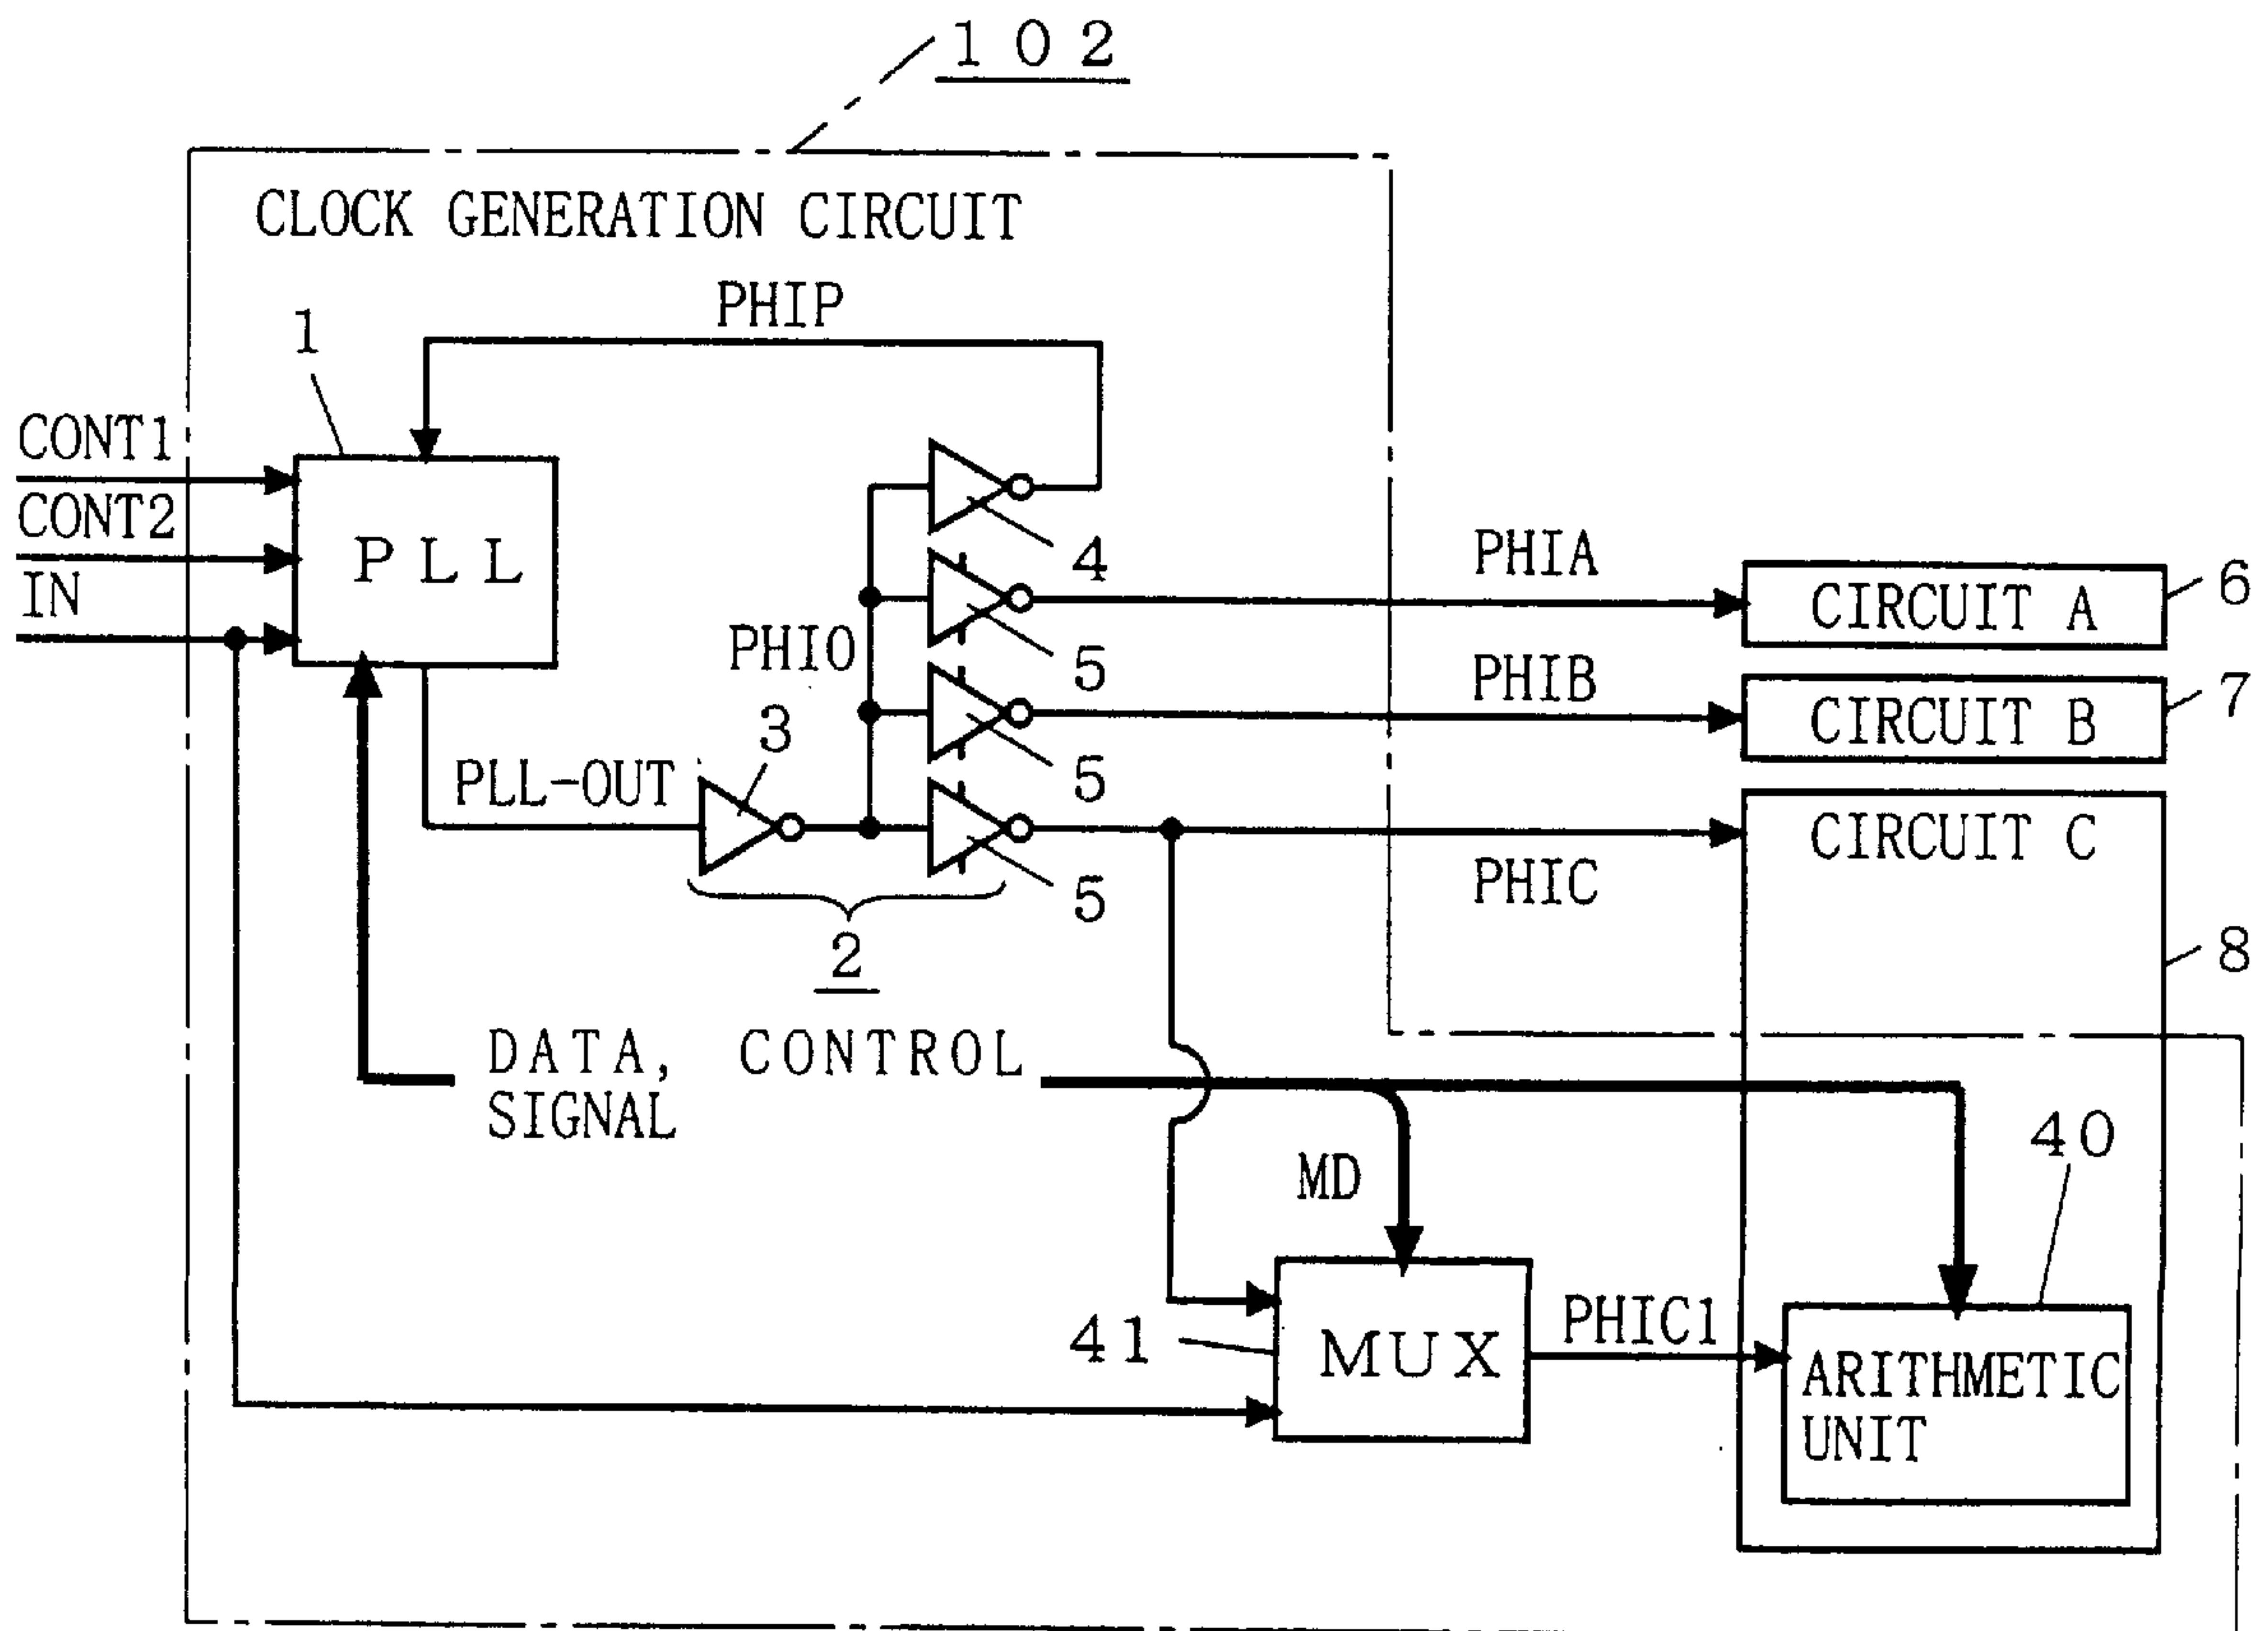 102
CLOCK GENERATION CIRCUIT
PHIP
1
CONT1
CONT2
IN
PLL
4
PHIA
CIRCUIT A
6
PHI0
5
PHIB
CIRCUIT B
7
3
5
PLL-OUT
CIRCUIT C
PHIC
5
2
8
DATA, CONTROL
SIGNAL
40
MD
41
MUX
PHIC1
ARITHMETIC
UNIT